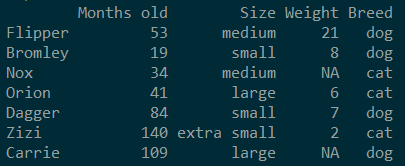 Months old Size Weight Breed
Flipper 53 medium 21 dog
Bromley 19 small 8 dog
Nox 34 medium NA cat
Orion 41 large 6 cat
Dagger 84 small 7 dog
Zizi 140 extra small 2 cat
Carrie 109 large NA dog